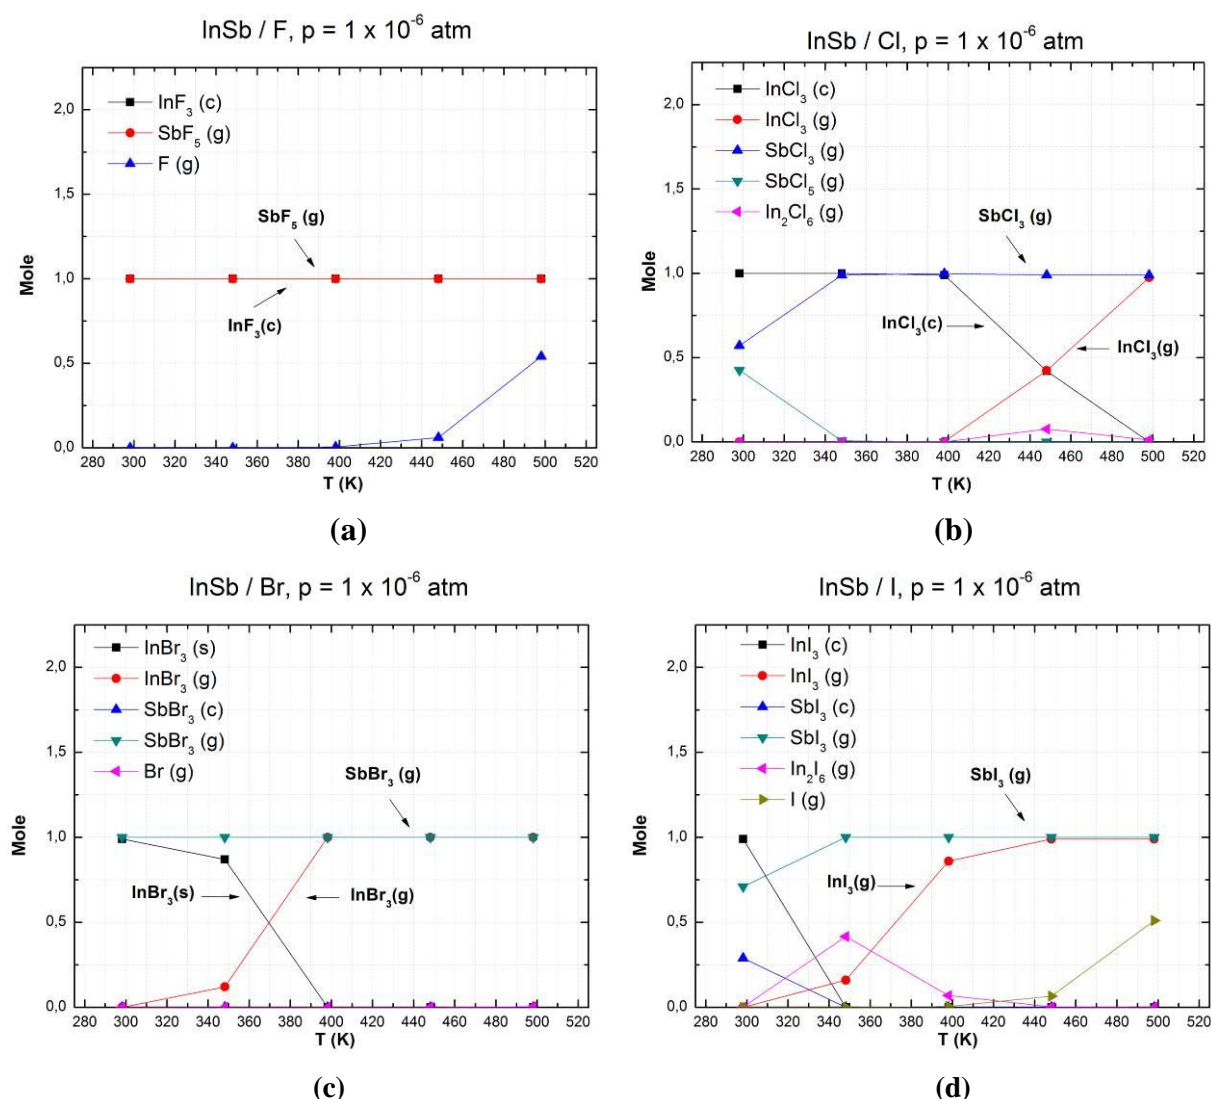 InSb / F, p = 1 x 10⁻⁶ atm
InF₃ (c)
SbF₅ (g)
F (g)
SbF₅ (g)
InF₃(c)
Mole
2,0
1,5
1,0
0,5
0,0
280 300 320 340 360 380 400 420 440 460 480 500 520
T (K)
(a)
InSb / Cl, p = 1 x 10⁻⁶ atm
InCl₃ (c)
InCl₃ (g)
SbCl₃ (g)
SbCl₅ (g)
In₂Cl₆ (g)
SbCl₃ (g)
InCl₃(c)
InCl₃(g)
Mole
2,0
1,5
1,0
0,5
0,0
280 300 320 340 360 380 400 420 440 460 480 500 520
T (K)
(b)
InSb / Br, p = 1 x 10⁻⁶ atm
InBr₃ (s)
InBr₃ (g)
SbBr₃ (c)
SbBr₃ (g)
Br (g)
SbBr₃ (g)
InBr₃(s)
InBr₃(g)
Mole
2,0
1,5
1,0
0,5
0,0
280 300 320 340 360 380 400 420 440 460 480 500 520
T (K)
(c)
InSb / I, p = 1 x 10⁻⁶ atm
InI₃ (c)
InI₃ (g)
SbI₃ (c)
SbI₃ (g)
In₂I₆ (g)
I (g)
SbI₃ (g)
InI₃(g)
Mole
2,0
1,5
1,0
0,5
0,0
280 300 320 340 360 380 400 420 440 460 480 500 520
T (K)
(d)